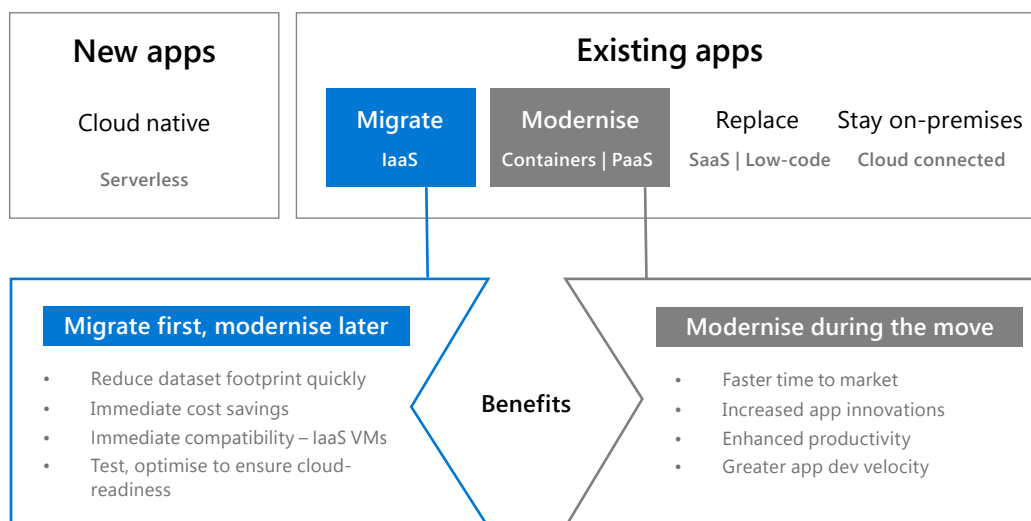 New apps
Cloud native
Serverless
Existing apps
Migrate
IaaS
Modernise
Containers | PaaS
Replace
SaaS | Low-code
Stay on-premises
Cloud connected
Migrate first, modernise later
• Reduce dataset footprint quickly
• Immediate cost savings
• Immediate compatibility – IaaS VMs
• Test, optimise to ensure cloud-
readiness
Benefits
Modernise during the move
• Faster time to market
• Increased app innovations
• Enhanced productivity
• Greater app dev velocity